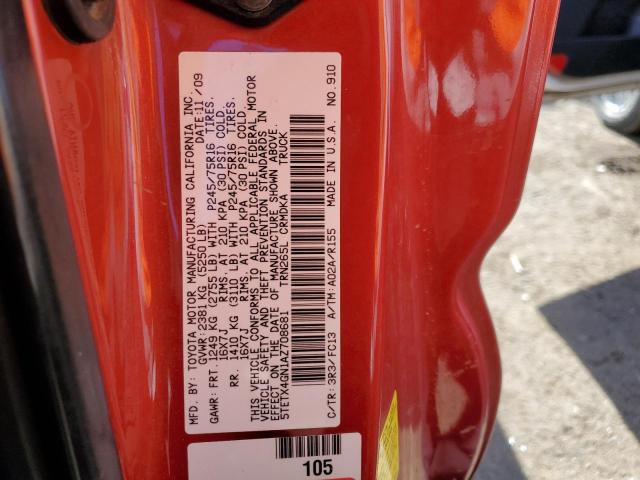 MFD. BY: TOYOTA MOTOR MANUFACTURING CALIFORNIA INC.
GVWR: 2381 KG (5250 LB) DATE: 11/09
GAWR: FRT. 1249 KG (2755 LB) WITH P245/75R16 TIRES.
16X7J RIMS. AT 210 KPA (30 PSI) COLD
RR. 1410 KG (3110 LB) WITH P245/75R16 TIRES.
16X7J RIMS. AT 210 KPA (30 PSI) COLD
THIS VEHICLE CONFORMS TO ALL APPLICABLE FEDERAL MOTOR
VEHICLE SAFETY AND THEFT PREVENTION STANDARDS IN
EFFECT ON THE DATE OF MANUFACTURE SHOWN ABOVE.
5TETX4GN1AZ708681 TRN265L CRMDKA TRUCK
C/TR: 3R3/FC13 A/TM: A02A/R155 MADE IN U.S.A. NO.910
105